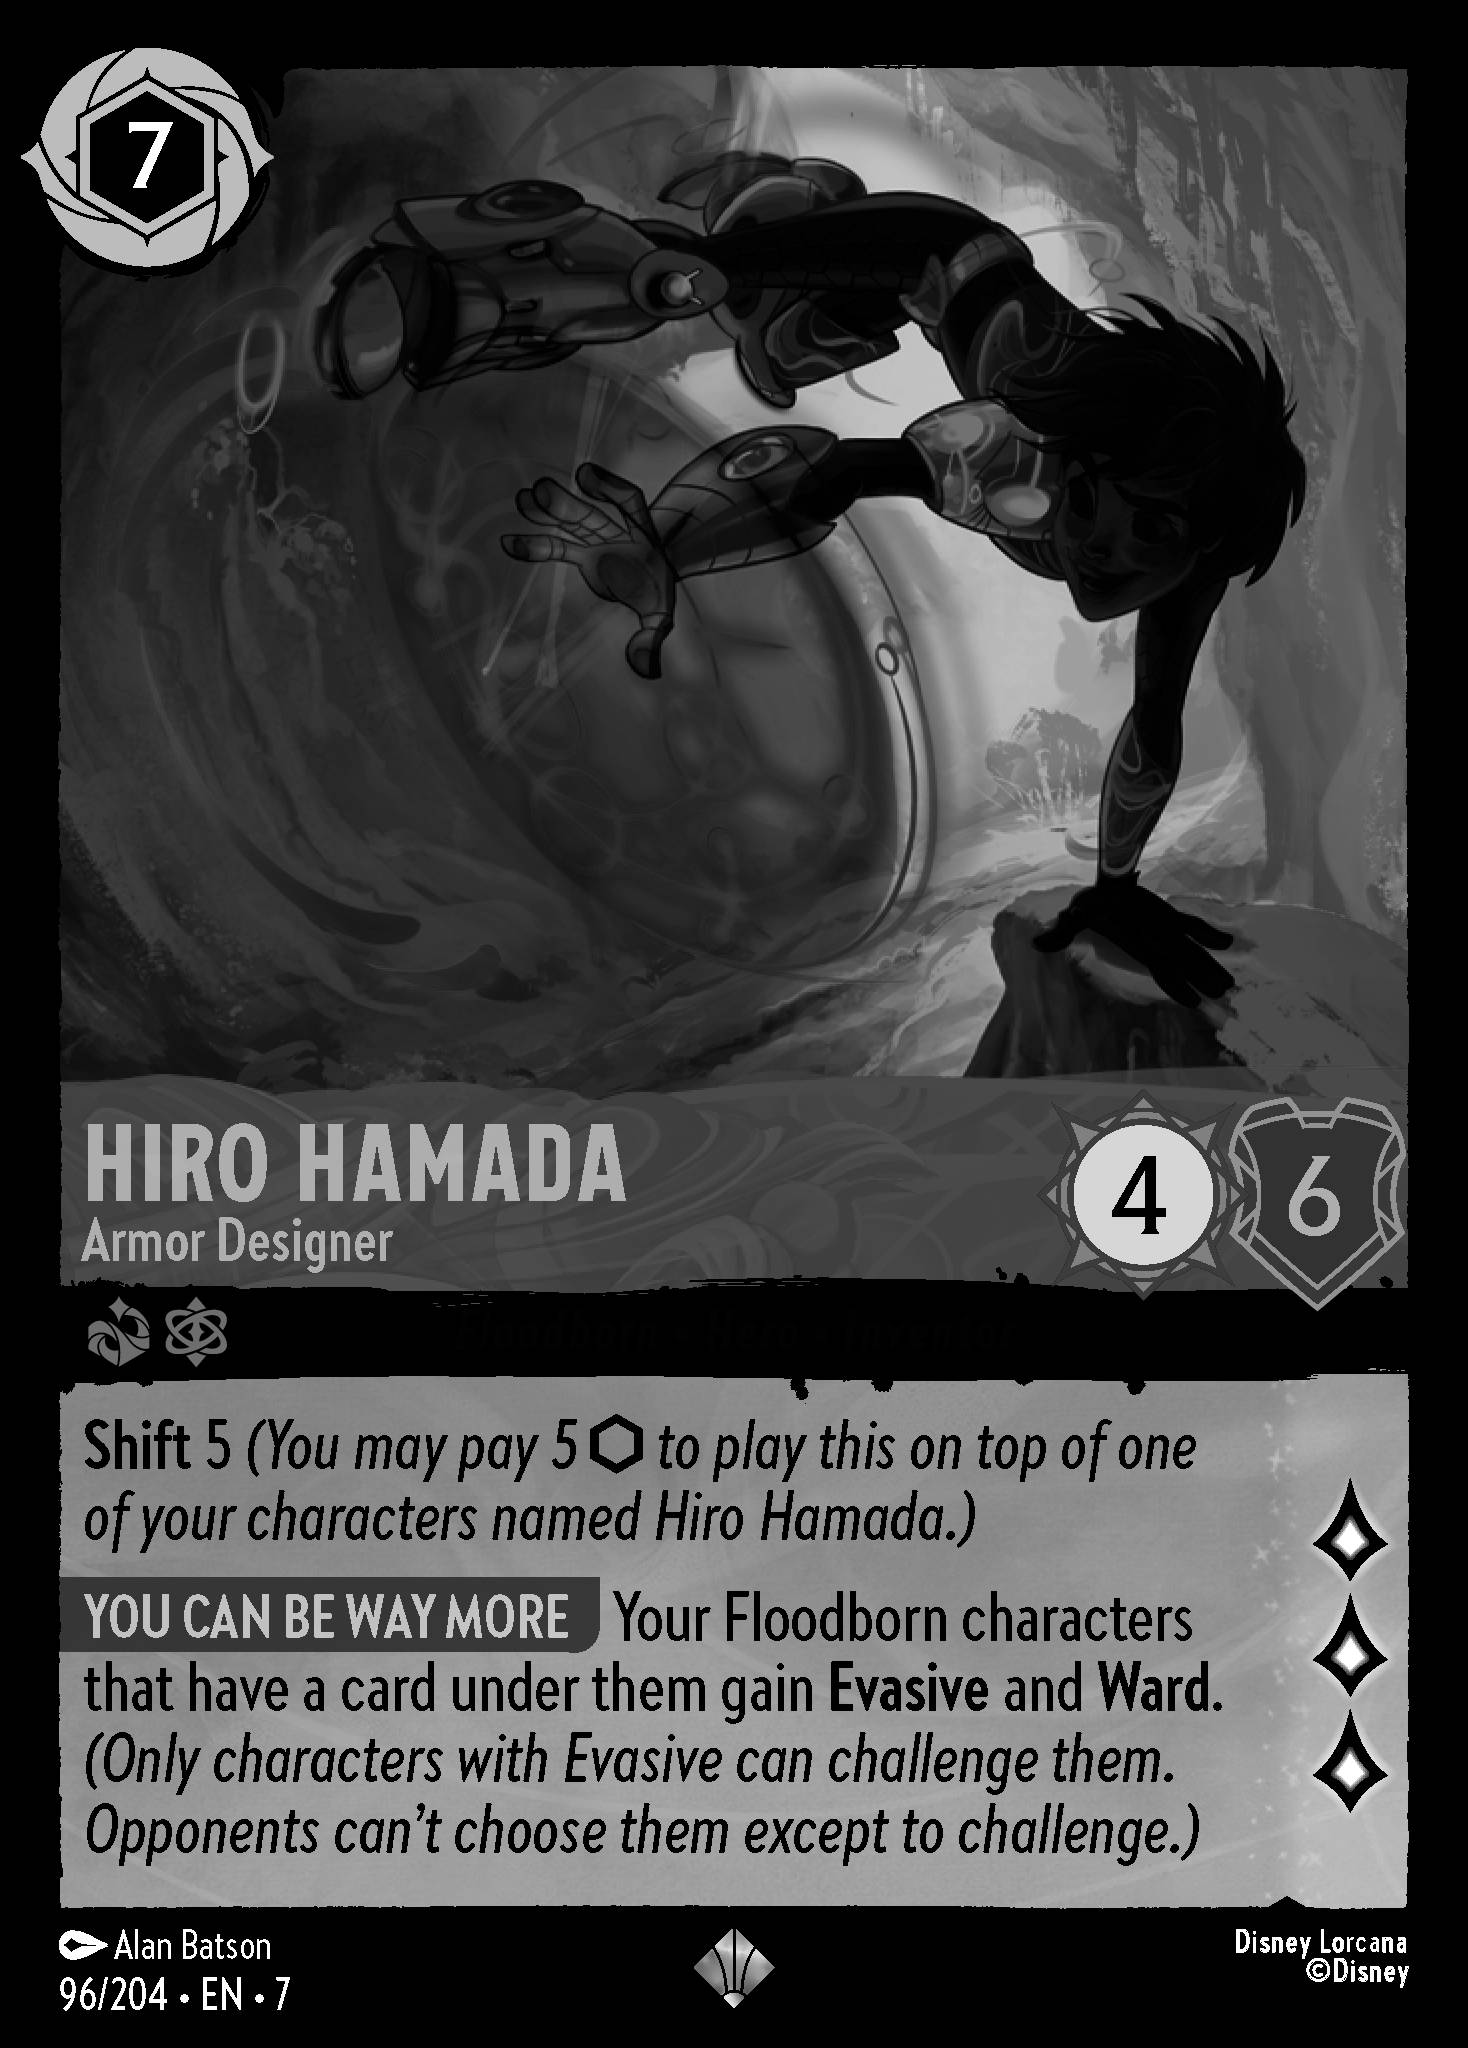 7
HIRO HAMADA
Armor Designer
4
6
Floodborn • Hero • Inventor
Shift 5 (You may pay 5 to play this on top of one
of your characters named Hiro Hamada.)
YOU CAN BE WAY MORE Your Floodborn characters
that have a card under them gain Evasive and Ward.
(Only characters with Evasive can challenge them.
Opponents can't choose them except to challenge.)
Alan Batson
96/204 • EN • 7
Disney Lorcana
©Disney